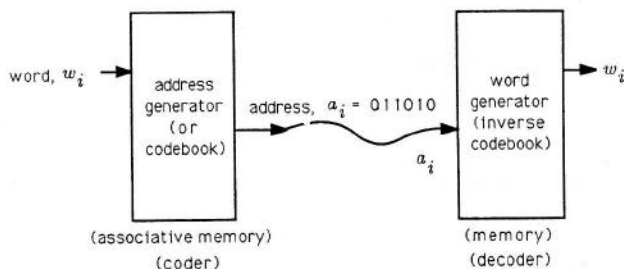 word, w_i
address
generator
(or
codebook)
address, a_i = 011010
a_i
word
generator
(inverse
codebook)
w_i
(associative memory)
(coder)
(memory)
(decoder)